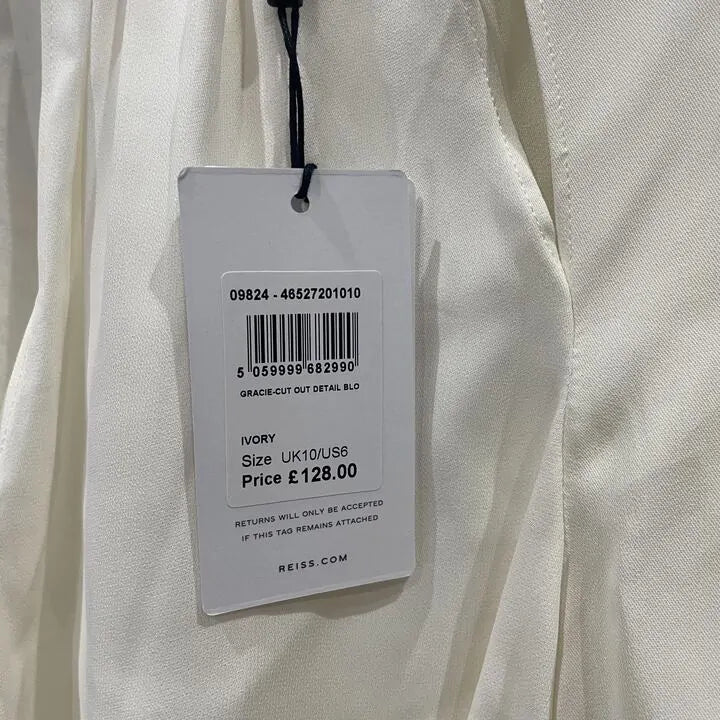 09824 - 46527201010
5 059999 682990
GRACIE-CUT OUT DETAIL BLO
IVORY
Size UK10/US6
Price £128.00
RETURNS WILL ONLY BE ACCEPTED
IF THIS TAG REMAINS ATTACHED
REISS.COM